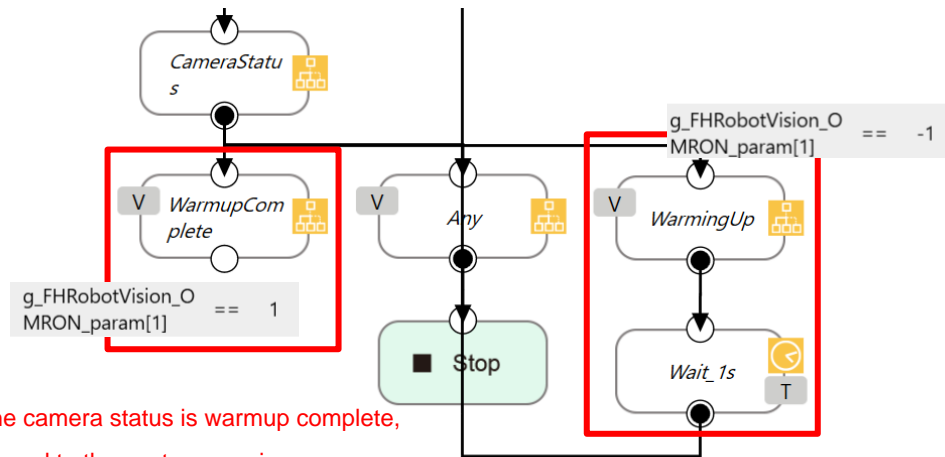 CameraStatu
s
g_FHRobotVision_O
MRON_param[1] == -1
V
WarmupCom
plete
V
Any
V
WarmingUp
g_FHRobotVision_O
MRON_param[1] == 1
Stop
Wait_1s
T
camera status is warmup complete,